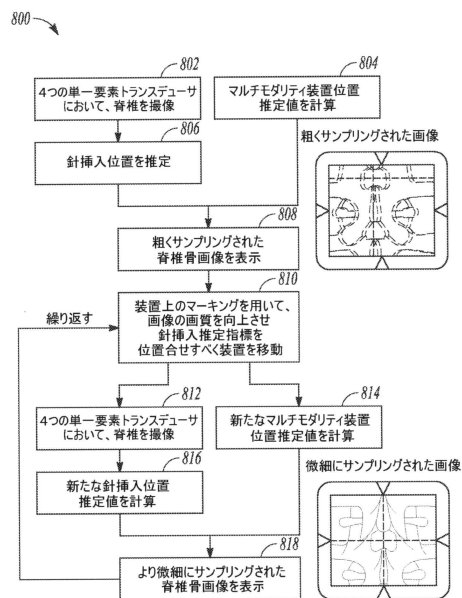 800
802
4つの単一要素トランスデューサ
において、脊椎を撮像
804
マルチモダリティ装置位置
推定値を計算
806
針挿入位置を推定
粗くサンプリングされた画像
808
粗くサンプリングされた
脊椎骨画像を表示
810
繰り返す
装置上のマーキングを用いて、
画像の画質を向上させ
針挿入推定指標を
位置合せすべく装置を移動
812
4つの単一要素トランスデューサ
において、脊椎を撮像
814
新たなマルチモダリティ装置
位置推定値を計算
816
新たな針挿入位置
推定値を計算
微細にサンプリングされた画像
818
より微細にサンプリングされた
脊椎骨画像を表示